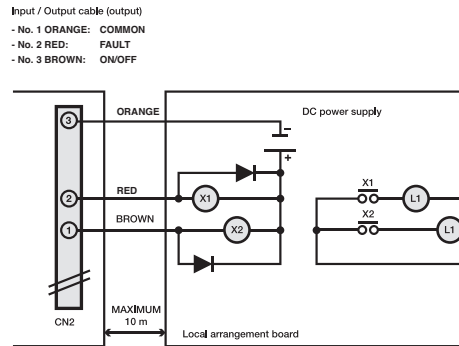 Input / Output cable (output)
- No. 1 ORANGE: COMMON
- No. 2 RED: FAULT
- No. 3 BROWN: ON/OFF
ORANGE
DC power supply
3
–
+
X1
RED
2
X1
L1
BROWN
X2
1
X2
L1
MAXIMUM
10 m
CN2
Local arrangement board